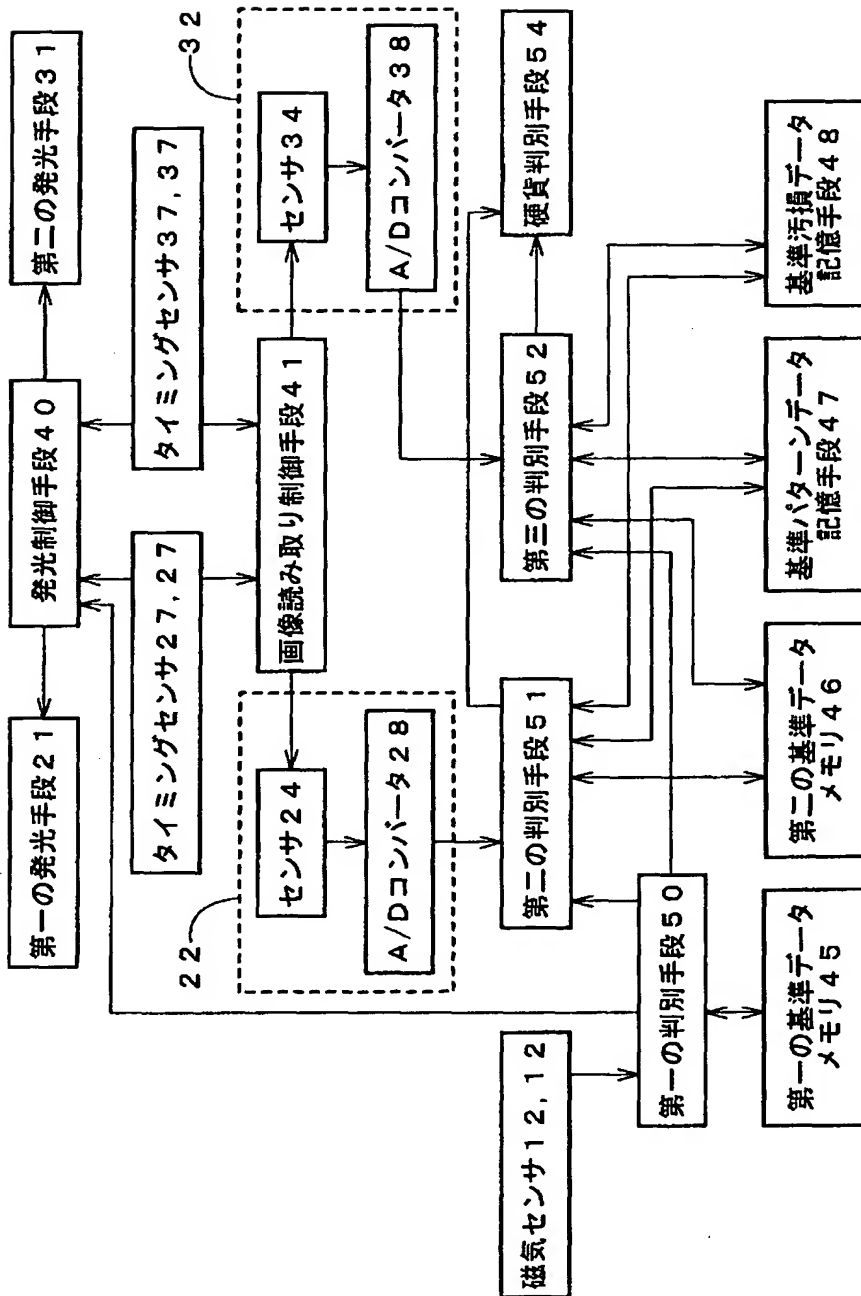 第一の発光手段21
発光制御手段40
第二の発光手段31
タイミングセンサ27,27
タイミングセンサ37,37
22
画像読み取り制御手段41
32
センサ24
センサ34
A/Dコンバータ28
A/Dコンバータ38
磁気センサ12,12
第一の判別手段50
第二の判別手段51
第三の判別手段52
硬貨判別手段54
第一の基準データ
メモリ45
第二の基準データ
メモリ46
基準パターンデータ
記憶手段47
基準汚損データ
記憶手段48